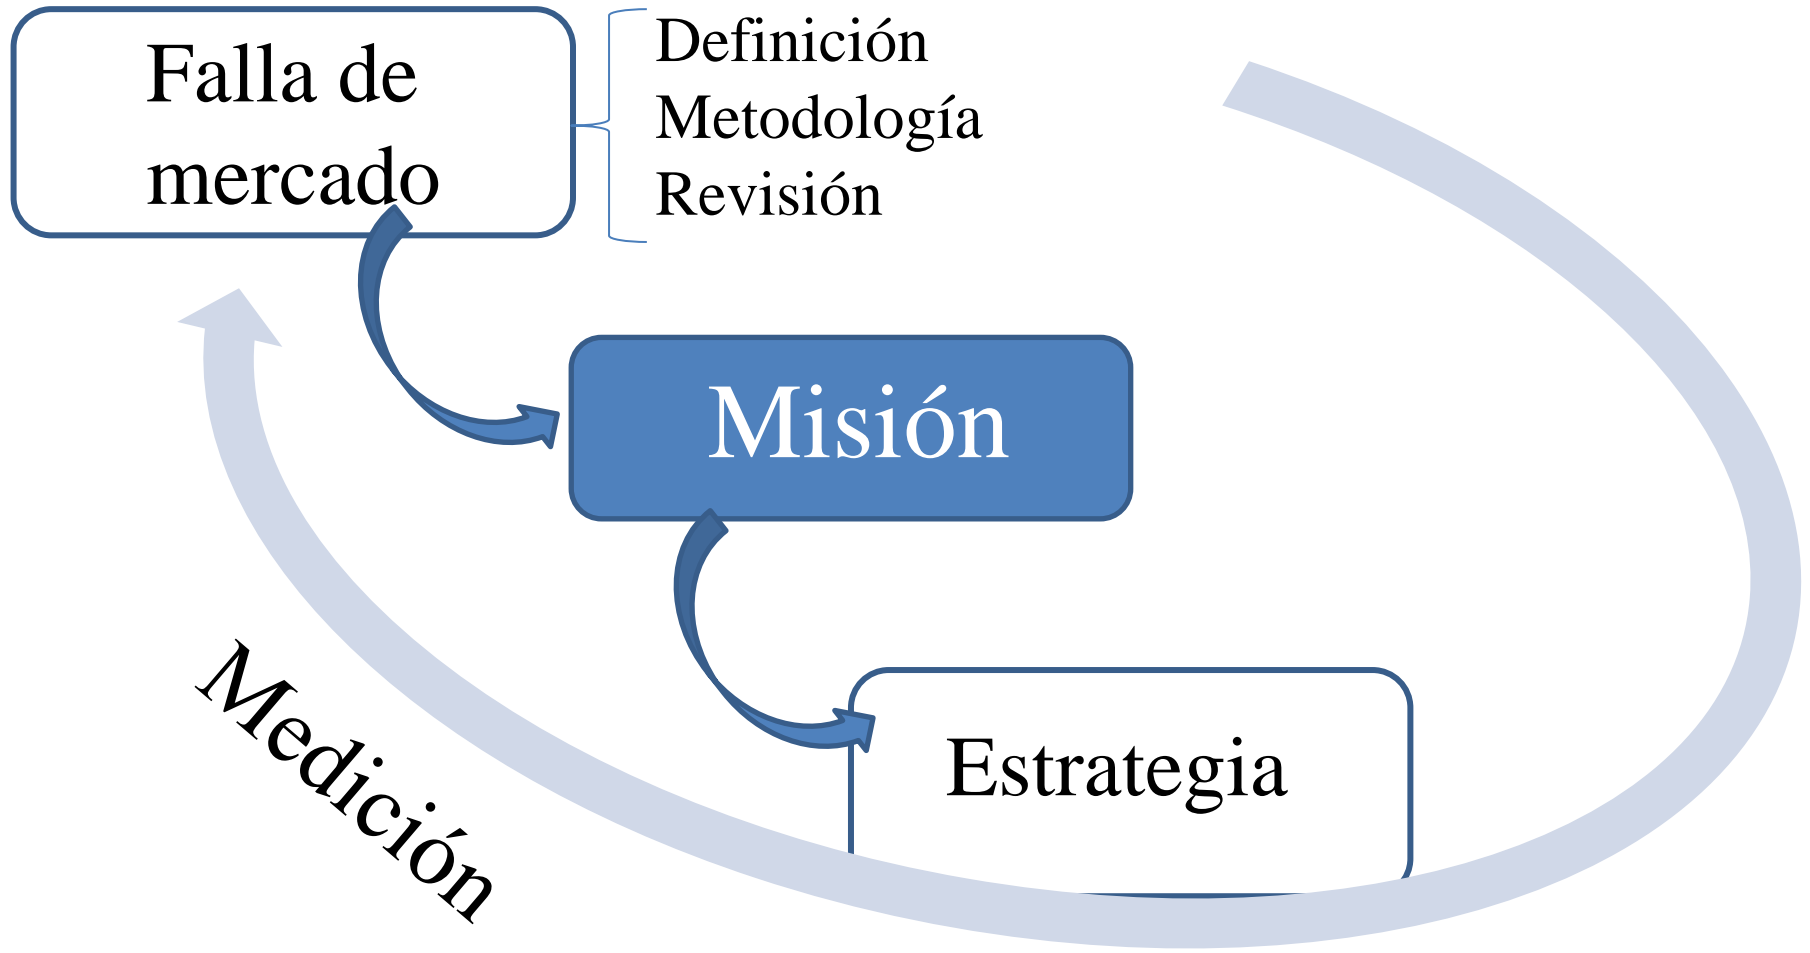 Falla de
mercado
Definición
Metodología
Revisión
Misión
Estrategia
Medición